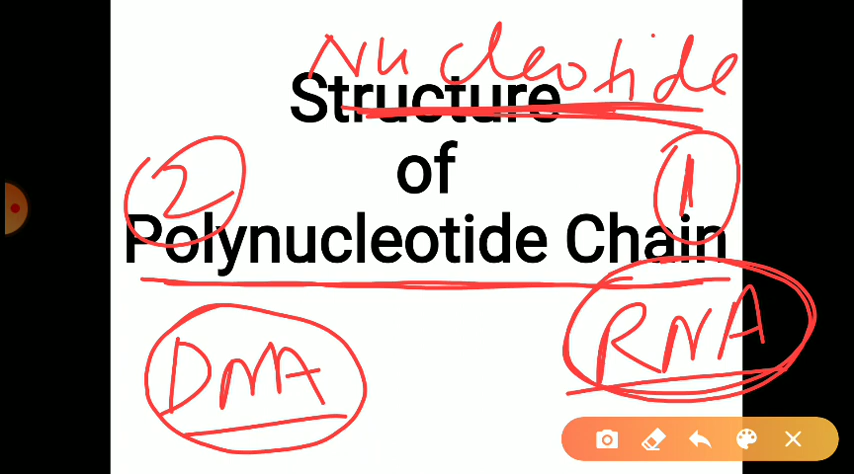 Nucleotide
Structure
of
2
1
Polynucleotide Chain
DNA
RNA